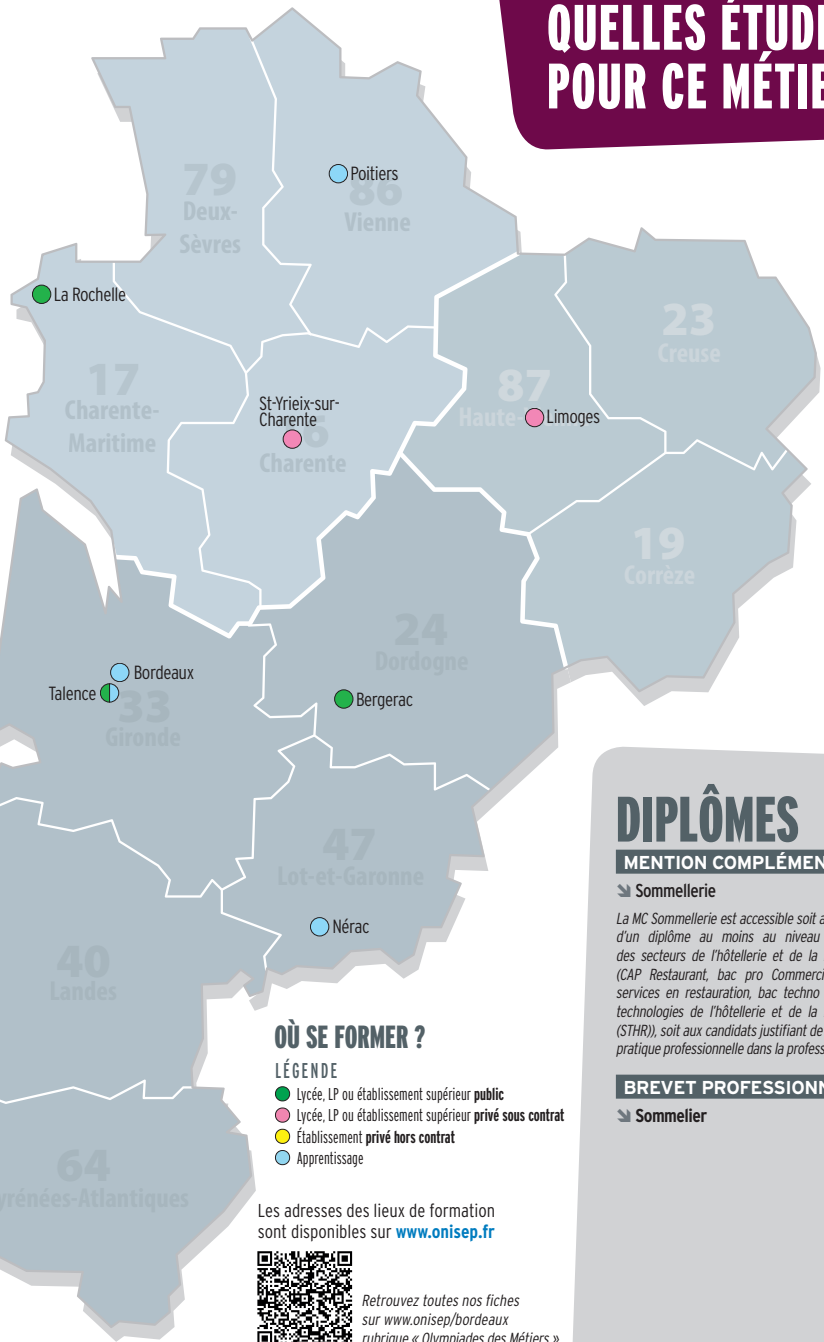 QUELLES ÉTUDI
POUR CE MÉTIE
79
Deux-
Sèvres
Poitiers
86
Vienne
La Rochelle
17
Charente-
Maritime
St-Yrieix-sur-
Charente
6
Charente
23
Creuse
87
Haute-
Limoges
19
Corrèze
24
Dordogne
Bordeaux
Talence
33
Gironde
Bergerac
47
Lot-et-Garonne
Nérac
40
Landes
64
yrénées-Atlantiques
OÙ SE FORMER ?
LÉGENDE
Lycée, LP ou établissement supérieur public
Lycée, LP ou établissement supérieur privé sous contrat
Établissement privé hors contrat
Apprentissage
Les adresses des lieux de formation
sont disponibles sur www.onisep.fr
Retrouvez toutes nos fiches
sur www.onisep/bordeaux
rubrique « Olympiades des Métiers »
DIPLÔMES
MENTION COMPLÉMEN
Sommellerie
La MC Sommellerie est accessible soit a
d'un diplôme au moins au niveau
des secteurs de l'hôtellerie et de la
(CAP Restaurant, bac pro Commerci
services en restauration, bac techno
technologies de l'hôtellerie et de la
(STHR)), soit aux candidats justifiant de
pratique professionnelle dans la profess
BREVET PROFESSIONN
Sommelier